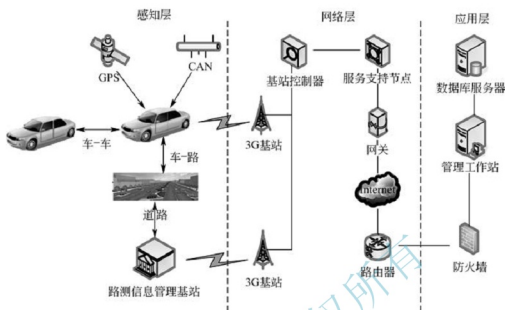 感知层
网络层
应用层
GPS
CAN
基站控制器
服务支持节点
数据库服务器
车-车
车-路
3G基站
网关
管理工作站
Internet
道路
路测信息管理基站
3G基站
路由器
防火墙
所有